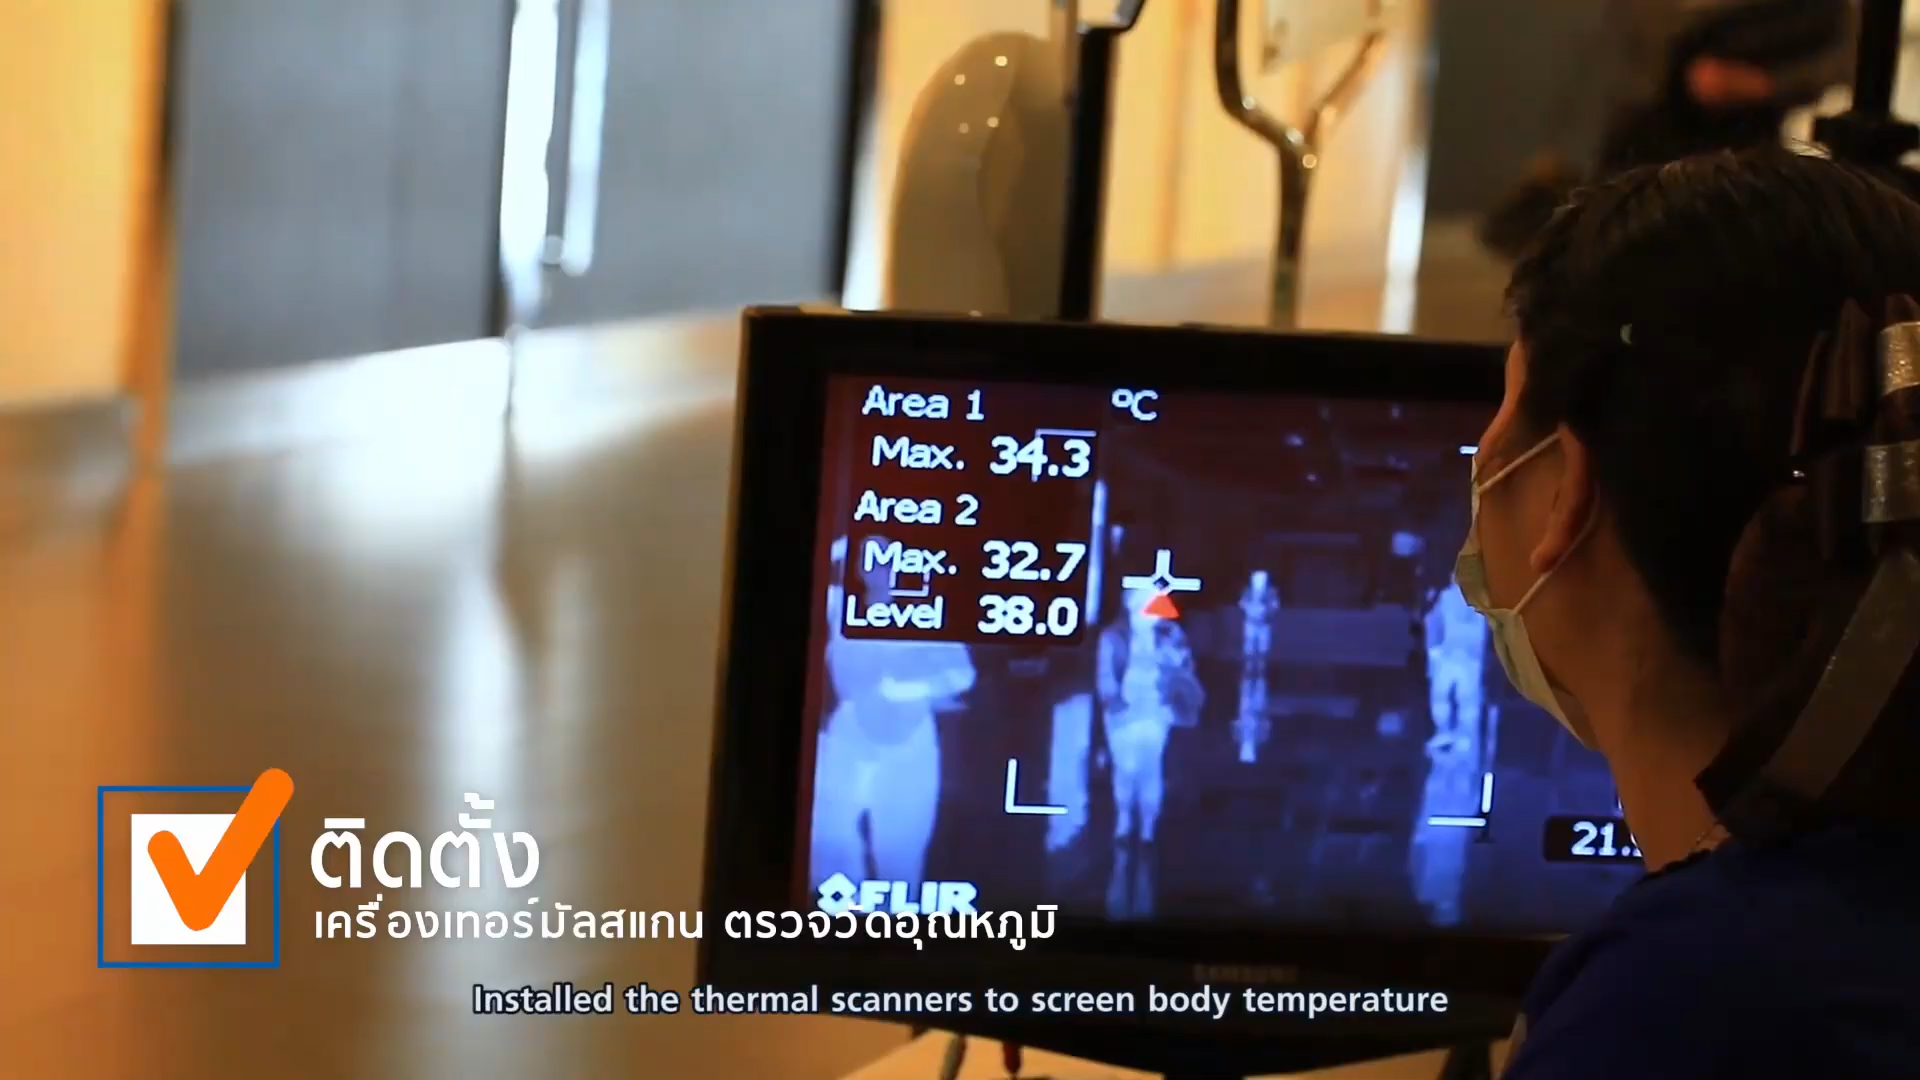 Area 1 °C
Max. 34.3
Area 2
Max. 32.7
Level 38.0
FLIR
ติดตั้ง
เครื่องเทอร์มัลสแกน ตรวจวัดอุณหภูมิ
SAMSUNG
Installed the thermal scanners to screen body temperature